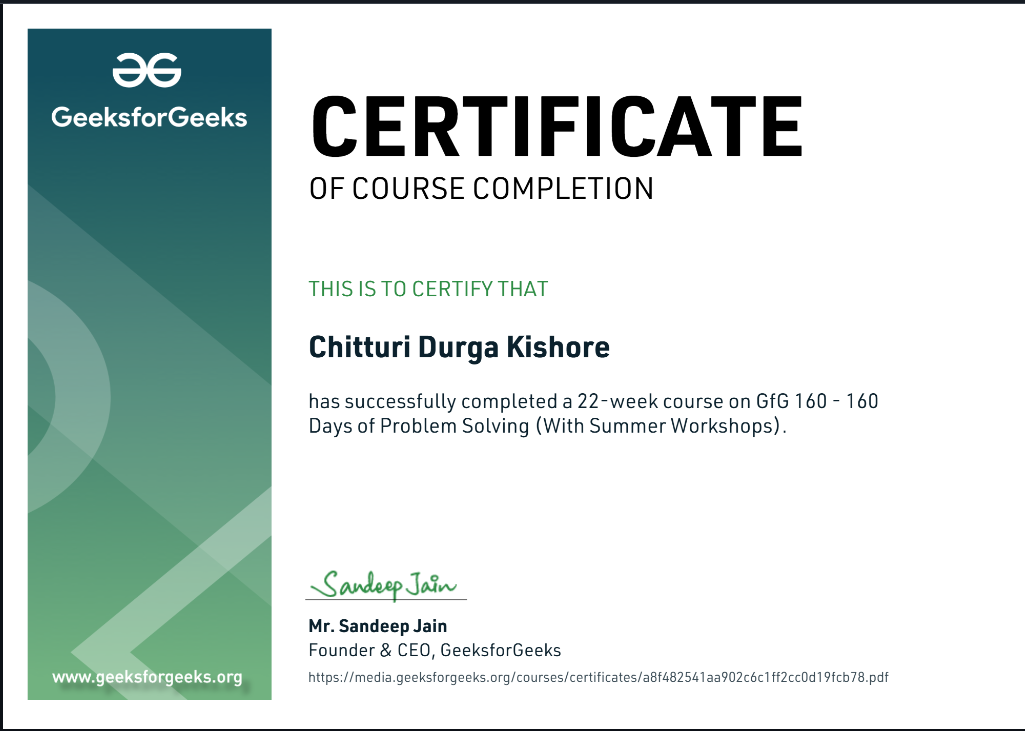 GeeksforGeeks
CERTIFICATE
OF COURSE COMPLETION
THIS IS TO CERTIFY THAT
Chitturi Durga Kishore
has successfully completed a 22-week course on GfG 160 - 160
Days of Problem Solving (With Summer Workshops).
Sandeep Jain
Mr. Sandeep Jain
Founder & CEO, GeeksforGeeks
https://media.geeksforgeeks.org/courses/certificates/a8f482541aa902c6c1ff2cc0d19fcb78.pdf
www.geeksforgeeks.org